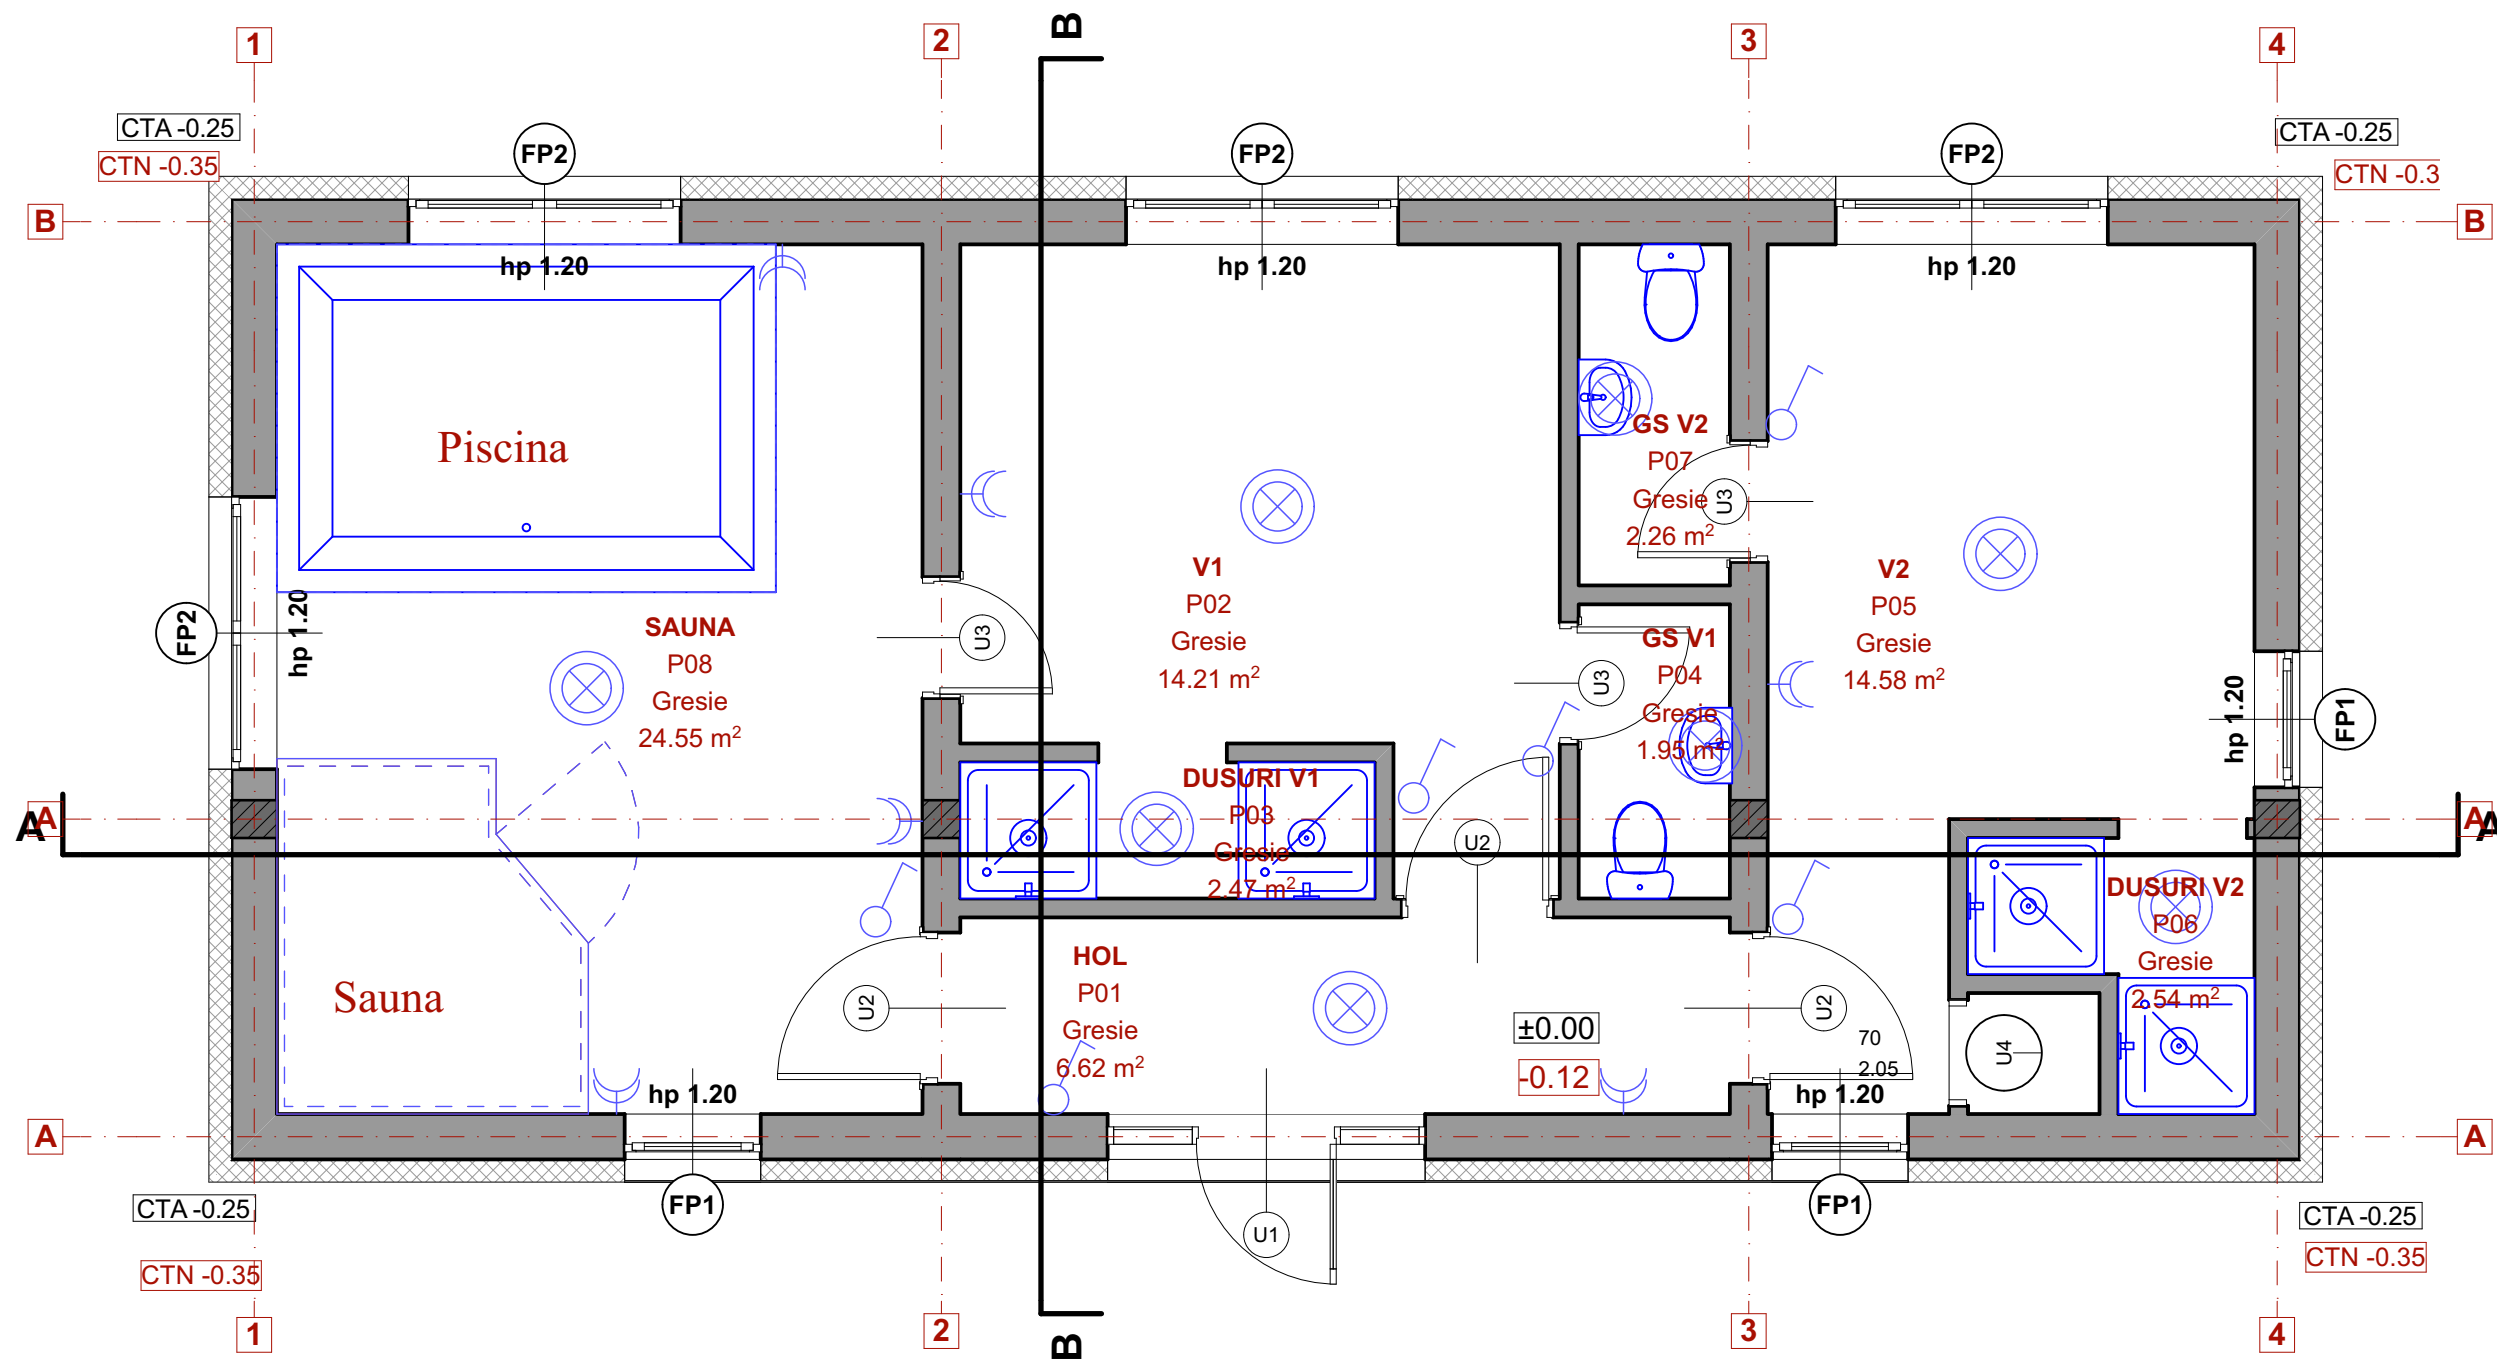 B
1
2
3
4
CTA -0.25
CTA -0.25
CTN -0.35
CTN -0.3
FP2
FP2
FP2
B
B
hp 1.20
hp 1.20
hp 1.20
Piscina
GS V2
P07
Gresie
2.26 m²
U3
V1
P02
Gresie
14.21 m²
V2
P05
Gresie
14.58 m²
FP2
hp 1.20
SAUNA
P08
Gresie
24.55 m²
U3
GS V1
P04
Gresie
1.95 m²
U3
hp 1.20
FP1
DUSURI V1
P03
Gresie
2.47 m²
A
A
A
A
U2
DUSURI V2
P06
Gresie
2.54 m²
HOL
P01
Gresie
6.62 m²
Sauna
U2
±0.00
-0.12
U2
70
2.05
U4
hp 1.20
hp 1.20
A
A
FP1
U1
FP1
CTA -0.25
CTA -0.25
CTN -0.35
CTN -0.35
1
2
3
4
B